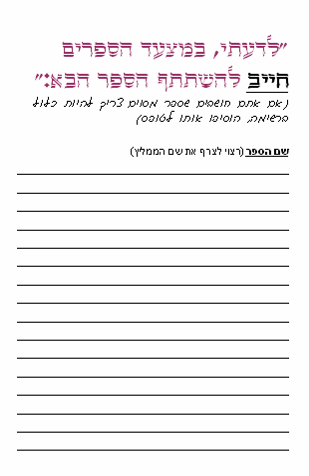 "לדעתי, במצעד הספרים
חייב להשתתף הספר הבא:"
(אם אתם חושבים שספר מסוים צריך להיות כלול
ברשימה, הוסיפו אותו לטופס)
שם הספר (רצוי לצרף את שם הממליץ)